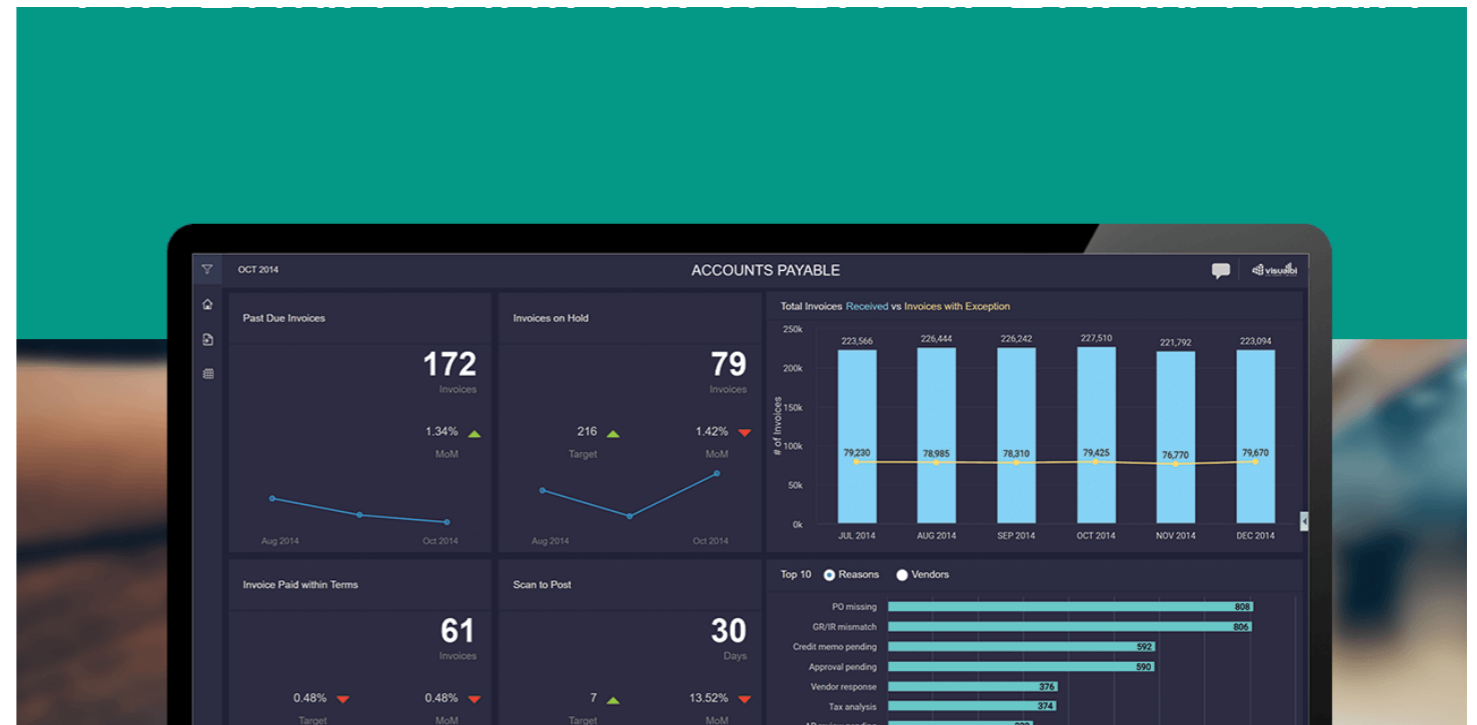 OCT 2014
ACCOUNTS PAYABLE
visualbi
Past Due Invoices
172
Invoices
1.34%
MoM
Aug 2014
Oct 2014
Invoices on Hold
79
Invoices
216
1.42%
Target
MoM
Aug 2014
Oct 2014
Total Invoices Received vs Invoices with Exception
# of Invoices
250k
200k
150k
100k
50k
0k
223,566
226,444
226,242
227,510
221,792
223,094
79,230
78,985
78,310
79,425
76,770
79,670
JUL 2014
AUG 2014
SEP 2014
OCT 2014
NOV 2014
DEC 2014
Invoice Paid within Terms
61
Invoices
0.48%
0.48%
Target
MoM
Scan to Post
30
Days
7
13.52%
Target
MoM
Top 10 Reasons Vendors
PO missing 808
GR/IR mismatch 806
Credit memo pending 592
Approval pending 590
Vendor response 376
Tax analysis 374